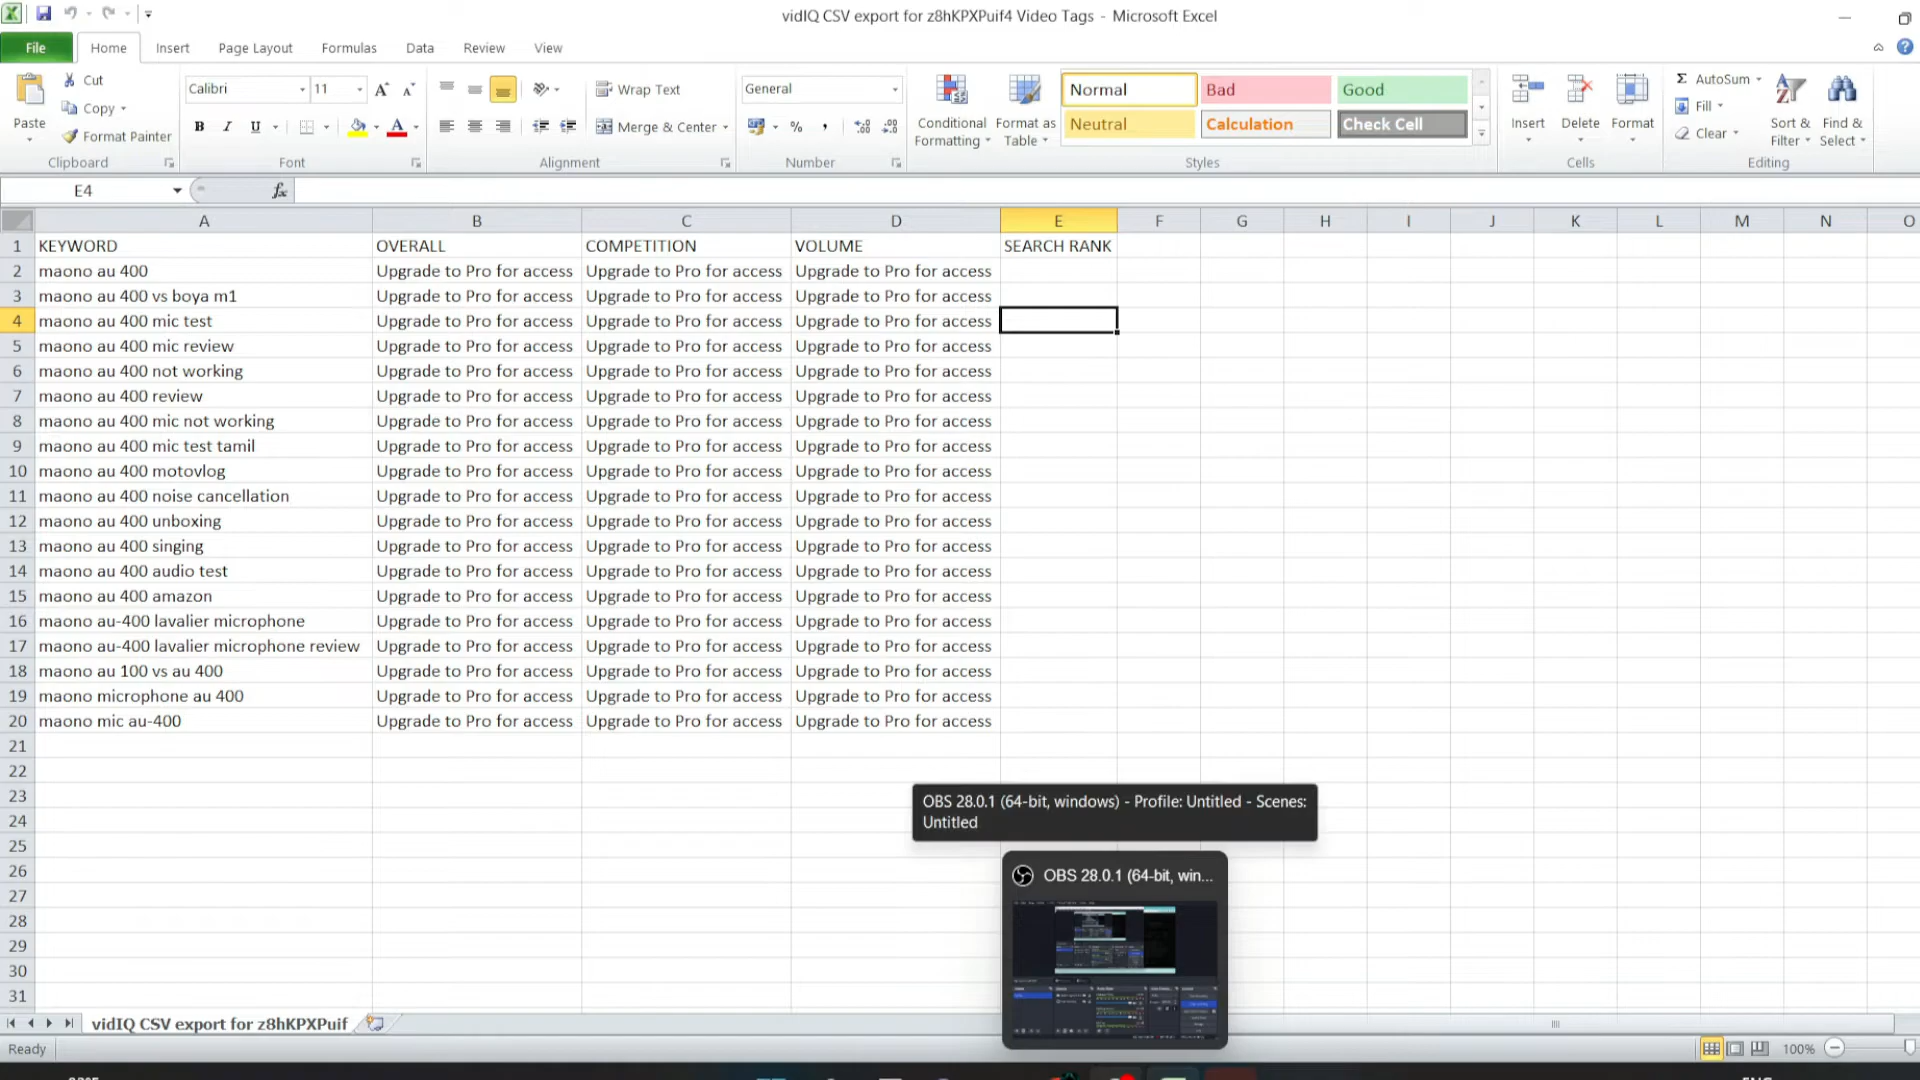 vidIQ CSV export for z8hKPXPuif4 Video Tags - Microsoft Excel
File Home Insert Page Layout Formulas Data Review View
Paste
Cut
Copy
Format Painter
Clipboard
Calibri 11
B I U
Font
Wrap Text
Merge & Center
Alignment
General
% ,
Number
Conditional Formatting
Format as Table
Normal Bad Good
Neutral Calculation Check Cell
Styles
Insert Delete Format
Cells
Σ AutoSum
Fill
Clear
Sort & Filter
Find & Select
Editing
E4 fx
A B C D E F G H I J K L M N O
1 KEYWORD OVERALL COMPETITION VOLUME SEARCH RANK
2 maono au 400 Upgrade to Pro for access Upgrade to Pro for access Upgrade to Pro for access
3 maono au 400 vs boya m1 Upgrade to Pro for access Upgrade to Pro for access Upgrade to Pro for access
4 maono au 400 mic test Upgrade to Pro for access Upgrade to Pro for access Upgrade to Pro for access
5 maono au 400 mic review Upgrade to Pro for access Upgrade to Pro for access Upgrade to Pro for access
6 maono au 400 not working Upgrade to Pro for access Upgrade to Pro for access Upgrade to Pro for access
7 maono au 400 review Upgrade to Pro for access Upgrade to Pro for access Upgrade to Pro for access
8 maono au 400 mic not working Upgrade to Pro for access Upgrade to Pro for access Upgrade to Pro for access
9 maono au 400 mic test tamil Upgrade to Pro for access Upgrade to Pro for access Upgrade to Pro for access
10 maono au 400 motovlog Upgrade to Pro for access Upgrade to Pro for access Upgrade to Pro for access
11 maono au 400 noise cancellation Upgrade to Pro for access Upgrade to Pro for access Upgrade to Pro for access
12 maono au 400 unboxing Upgrade to Pro for access Upgrade to Pro for access Upgrade to Pro for access
13 maono au 400 singing Upgrade to Pro for access Upgrade to Pro for access Upgrade to Pro for access
14 maono au 400 audio test Upgrade to Pro for access Upgrade to Pro for access Upgrade to Pro for access
15 maono au 400 amazon Upgrade to Pro for access Upgrade to Pro for access Upgrade to Pro for access
16 maono au-400 lavalier microphone Upgrade to Pro for access Upgrade to Pro for access Upgrade to Pro for access
17 maono au-400 lavalier microphone review Upgrade to Pro for access Upgrade to Pro for access Upgrade to Pro for access
18 maono au 100 vs au 400 Upgrade to Pro for access Upgrade to Pro for access Upgrade to Pro for access
19 maono microphone au 400 Upgrade to Pro for access Upgrade to Pro for access Upgrade to Pro for access
20 maono mic au-400 Upgrade to Pro for access Upgrade to Pro for access Upgrade to Pro for access
21
22
23
24
25
26
27
28
29
30
31
OBS 28.0.1 (64-bit, windows) - Profile: Untitled - Scenes:
Untitled
OBS 28.0.1 (64-bit, win...
vidIQ CSV export for z8hKPXPuif
Ready 100%